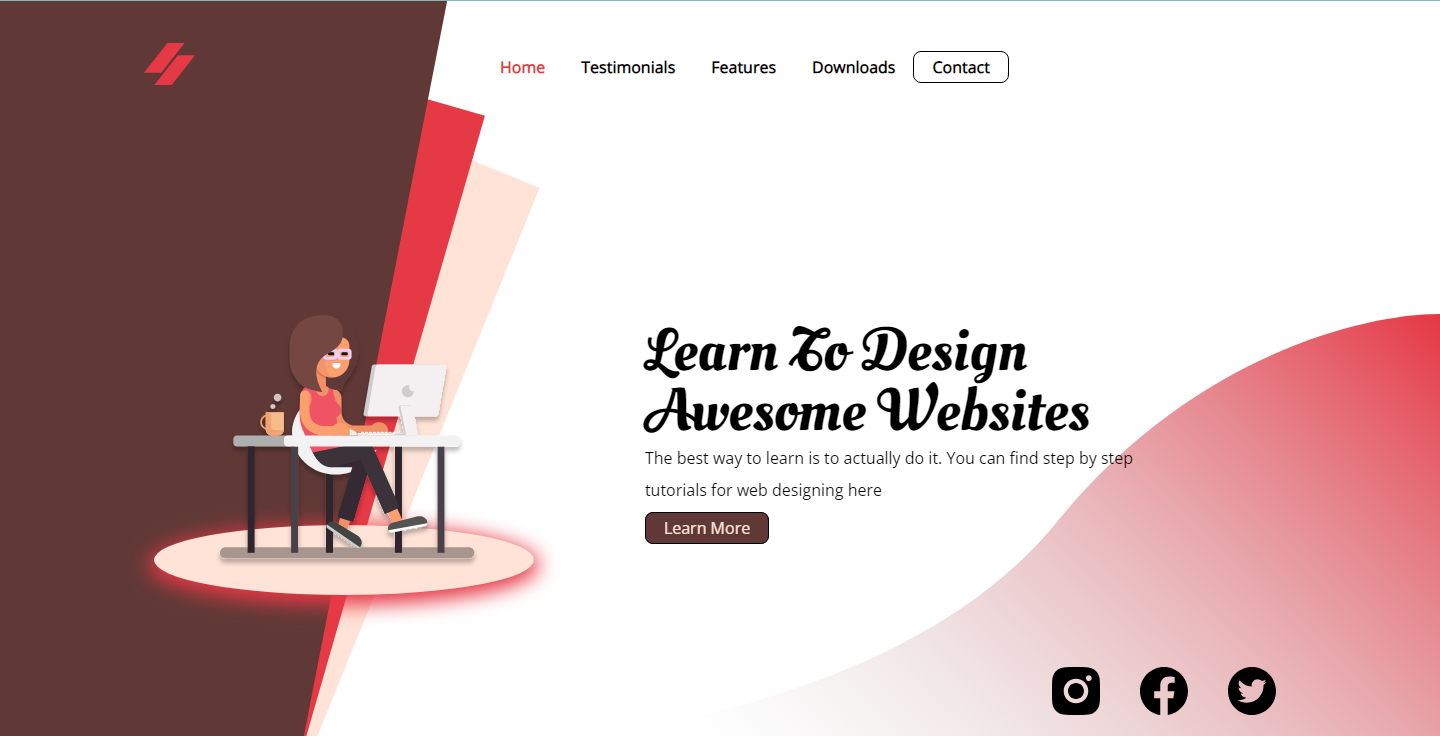 Home Testimonials Features Downloads Contact
Learn To Design
Awesome Websites
The best way to learn is to actually do it. You can find step by step
tutorials for web designing here
Learn More